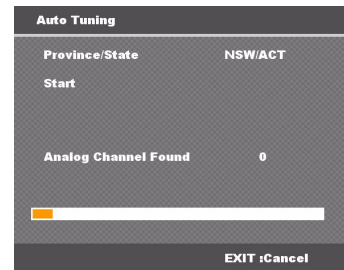 Auto Tuning
Province/State NSW/ACT
Start
Analog Channel Found 0
EXIT :Cancel